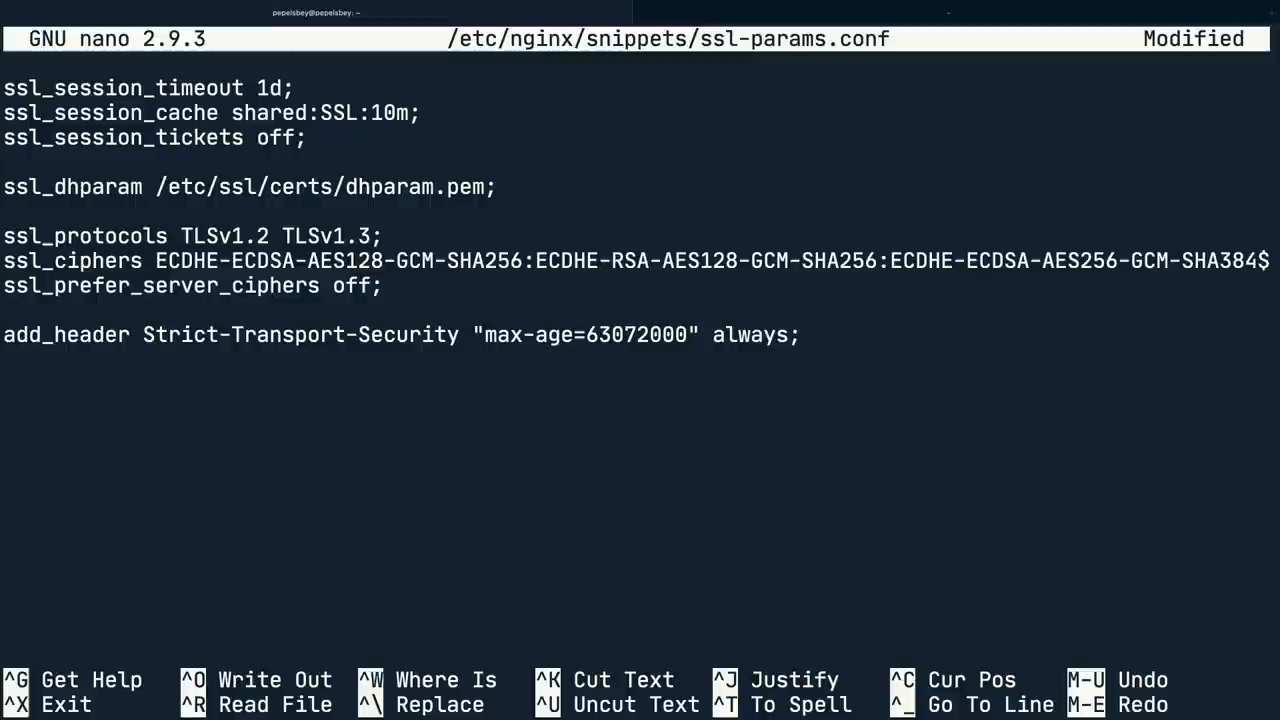 pepelsbey@pepelsbey: ~
~
GNU nano 2.9.3 /etc/nginx/snippets/ssl-params.conf Modified
ssl_session_timeout 1d;
ssl_session_cache shared:SSL:10m;
ssl_session_tickets off;
ssl_dhparam /etc/ssl/certs/dhparam.pem;
ssl_protocols TLSv1.2 TLSv1.3;
ssl_ciphers ECDHE-ECDSA-AES128-GCM-SHA256:ECDHE-RSA-AES128-GCM-SHA256:ECDHE-ECDSA-AES256-GCM-SHA384$
ssl_prefer_server_ciphers off;
add_header Strict-Transport-Security "max-age=63072000" always;
^G Get Help ^O Write Out ^W Where Is ^K Cut Text ^J Justify ^C Cur Pos M-U Undo
^X Exit ^R Read File ^\ Replace ^U Uncut Text ^T To Spell ^_ Go To Line M-E Redo